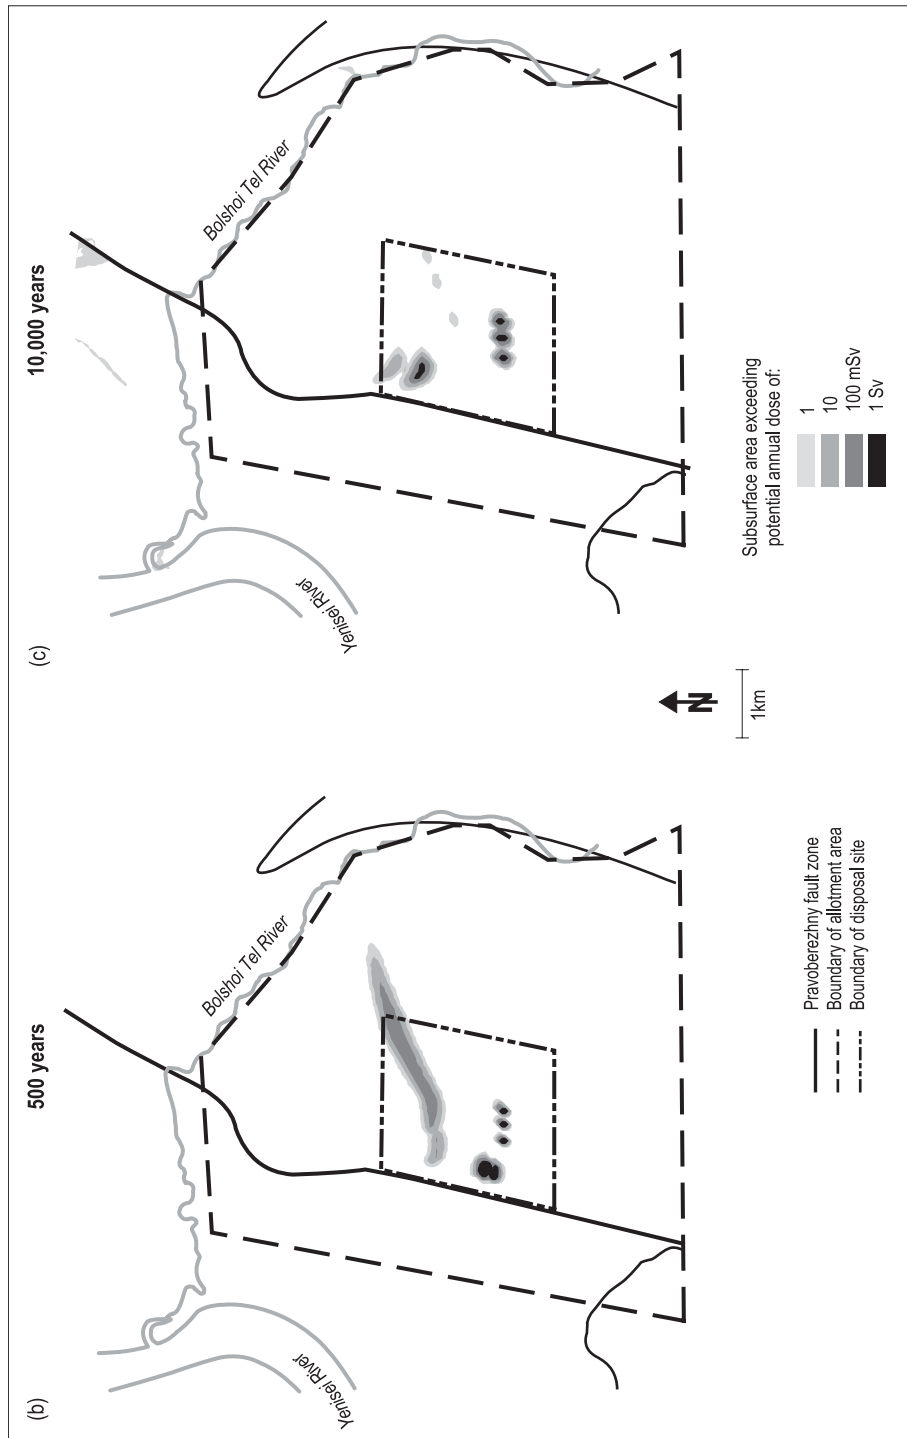 (b)
500 years
Bolshoi Tel River
Yenisei River
Pravoberezhny fault zone
Boundary of allotment area
Boundary of disposal site
N
1km
(c)
10,000 years
Bolshoi Tel River
Yenisei River
Subsurface area exceeding
potential annual dose of:
1
10
100 mSv
1 Sv